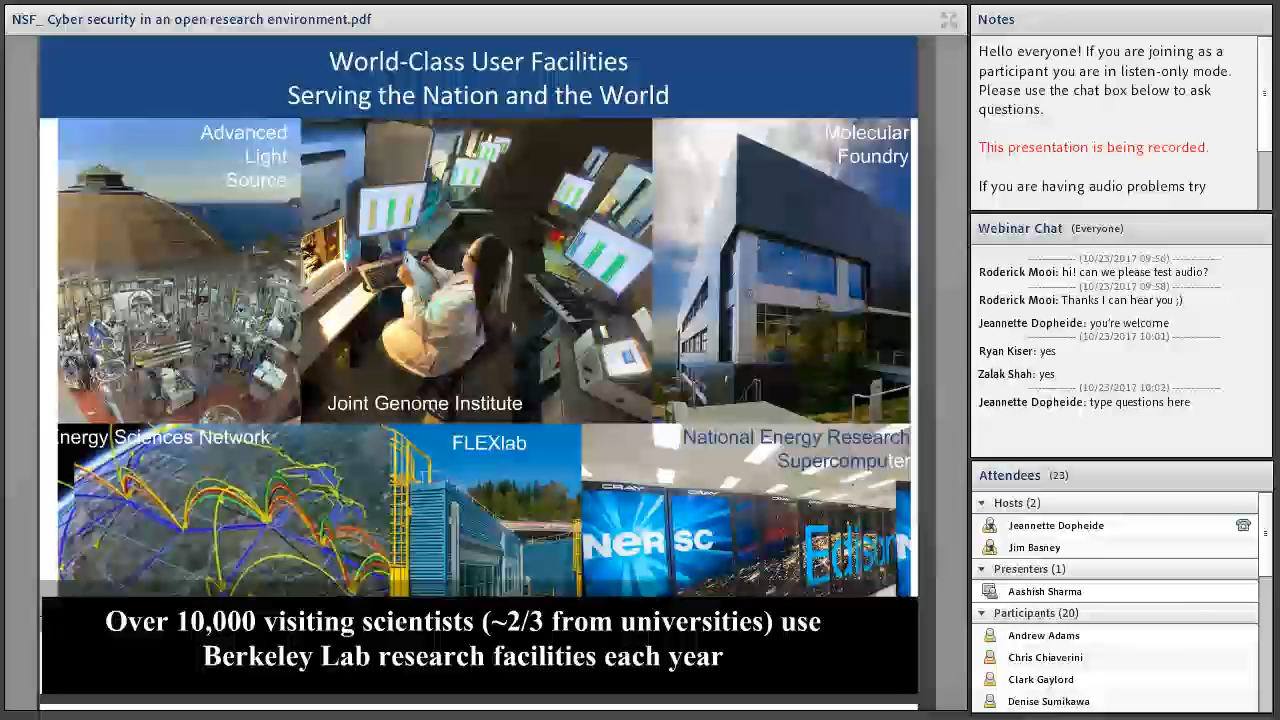 NSF_ Cyber security in an open research environment.pdf
World-Class User Facilities
Serving the Nation and the World
Advanced
Light
Source
Joint Genome Institute
Molecular
Foundry
Energy Sciences Network
FLEXlab
National Energy Research
Supercomputer
CRAY
NERSC
Edison
Over 10,000 visiting scientists (~2/3 from universities) use
Berkeley Lab research facilities each year
Notes
Hello everyone! If you are joining as a
participant you are in listen-only mode.
Please use the chat box below to ask
questions.
This presentation is being recorded.
If you are having audio problems try
Webinar Chat (Everyone)
(10/23/2017 09:56)
Roderick Mooi: hi! can we please test audio?
(10/23/2017 09:58)
Roderick Mooi: Thanks I can hear you ;)
Jeannette Dopheide: you're welcome
(10/23/2017 10:01)
Ryan Kiser: yes
Zalak Shah: yes
(10/23/2017 10:02)
Jeannette Dopheide: type questions here
Attendees (23)
Hosts (2)
Jeannette Dopheide
Jim Basney
Presenters (1)
Aashish Sharma
Participants (20)
Andrew Adams
Chris Chiaverini
Clark Gaylord
Denise Sumikawa